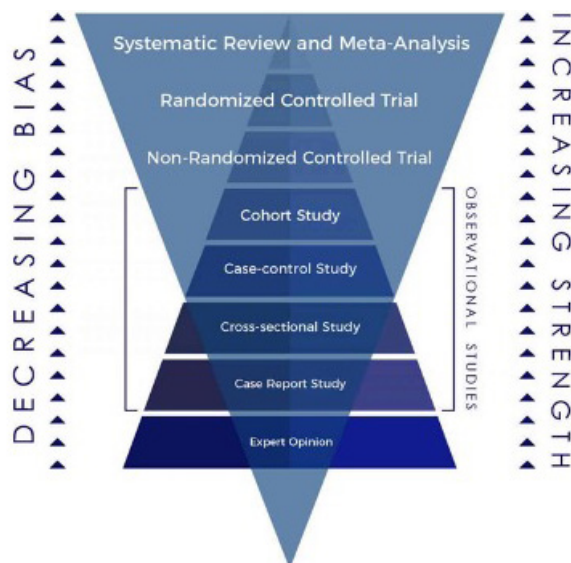 Systematic Review and Meta-Analysis
Randomized Controlled Trial
Non-Randomized Controlled Trial
Cohort Study
Case-control Study
Cross-sectional Study
Case Report Study
Expert Opinion
DECREASING BIAS
OBSERVATIONAL STUDIES
INCREASING STRENGTH